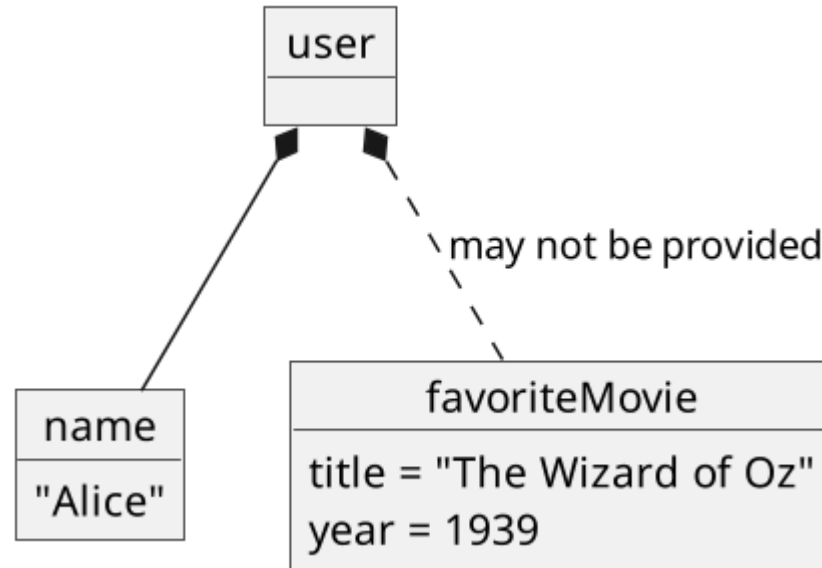 user
may not be provided
name
"Alice"
favoriteMovie
title = "The Wizard of Oz"
year = 1939